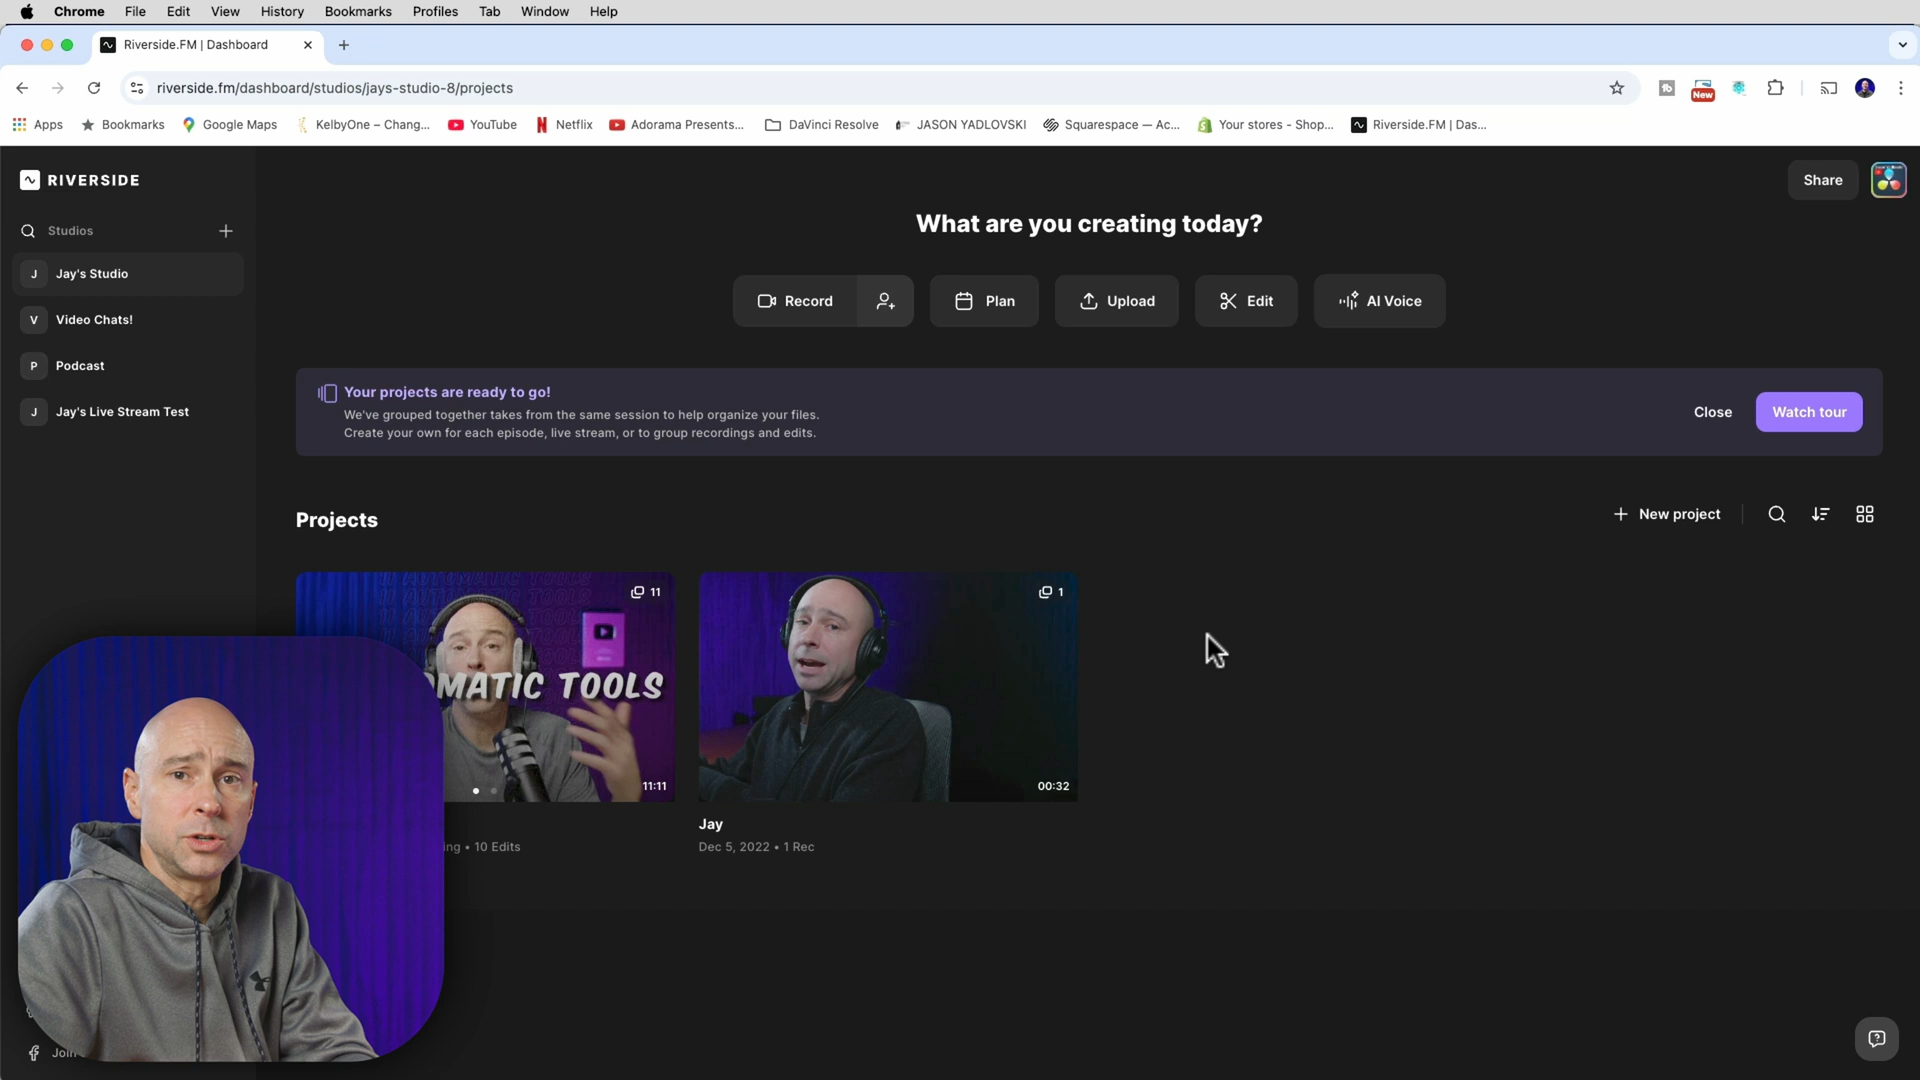 Chrome File Edit View History Bookmarks Profiles Tab Window Help
Riverside.FM | Dashboard
riverside.fm/dashboard/studios/jays-studio-8/projects
New
Apps Bookmarks Google Maps KelbyOne – Chang... YouTube Netflix Adorama Presents... DaVinci Resolve JASON YADLOVSKI Squarespace — Ac... Your stores - Shop... Riverside.FM | Das...
RIVERSIDE
Share
Studios
What are you creating today?
J Jay's Studio
Record Plan Upload Edit AI Voice
V Video Chats!
P Podcast
J Jay's Live Stream Test
Your projects are ready to go!
We've grouped together takes from the same session to help organize your files.
Create your own for each episode, live stream, or to group recordings and edits.
Close Watch tour
Projects
New project
11 AUTOMATIC TOOLS
11
1
MATIC TOOLS
11:11
00:32
Jay
ing • 10 Edits
Dec 5, 2022 • 1 Rec
Join